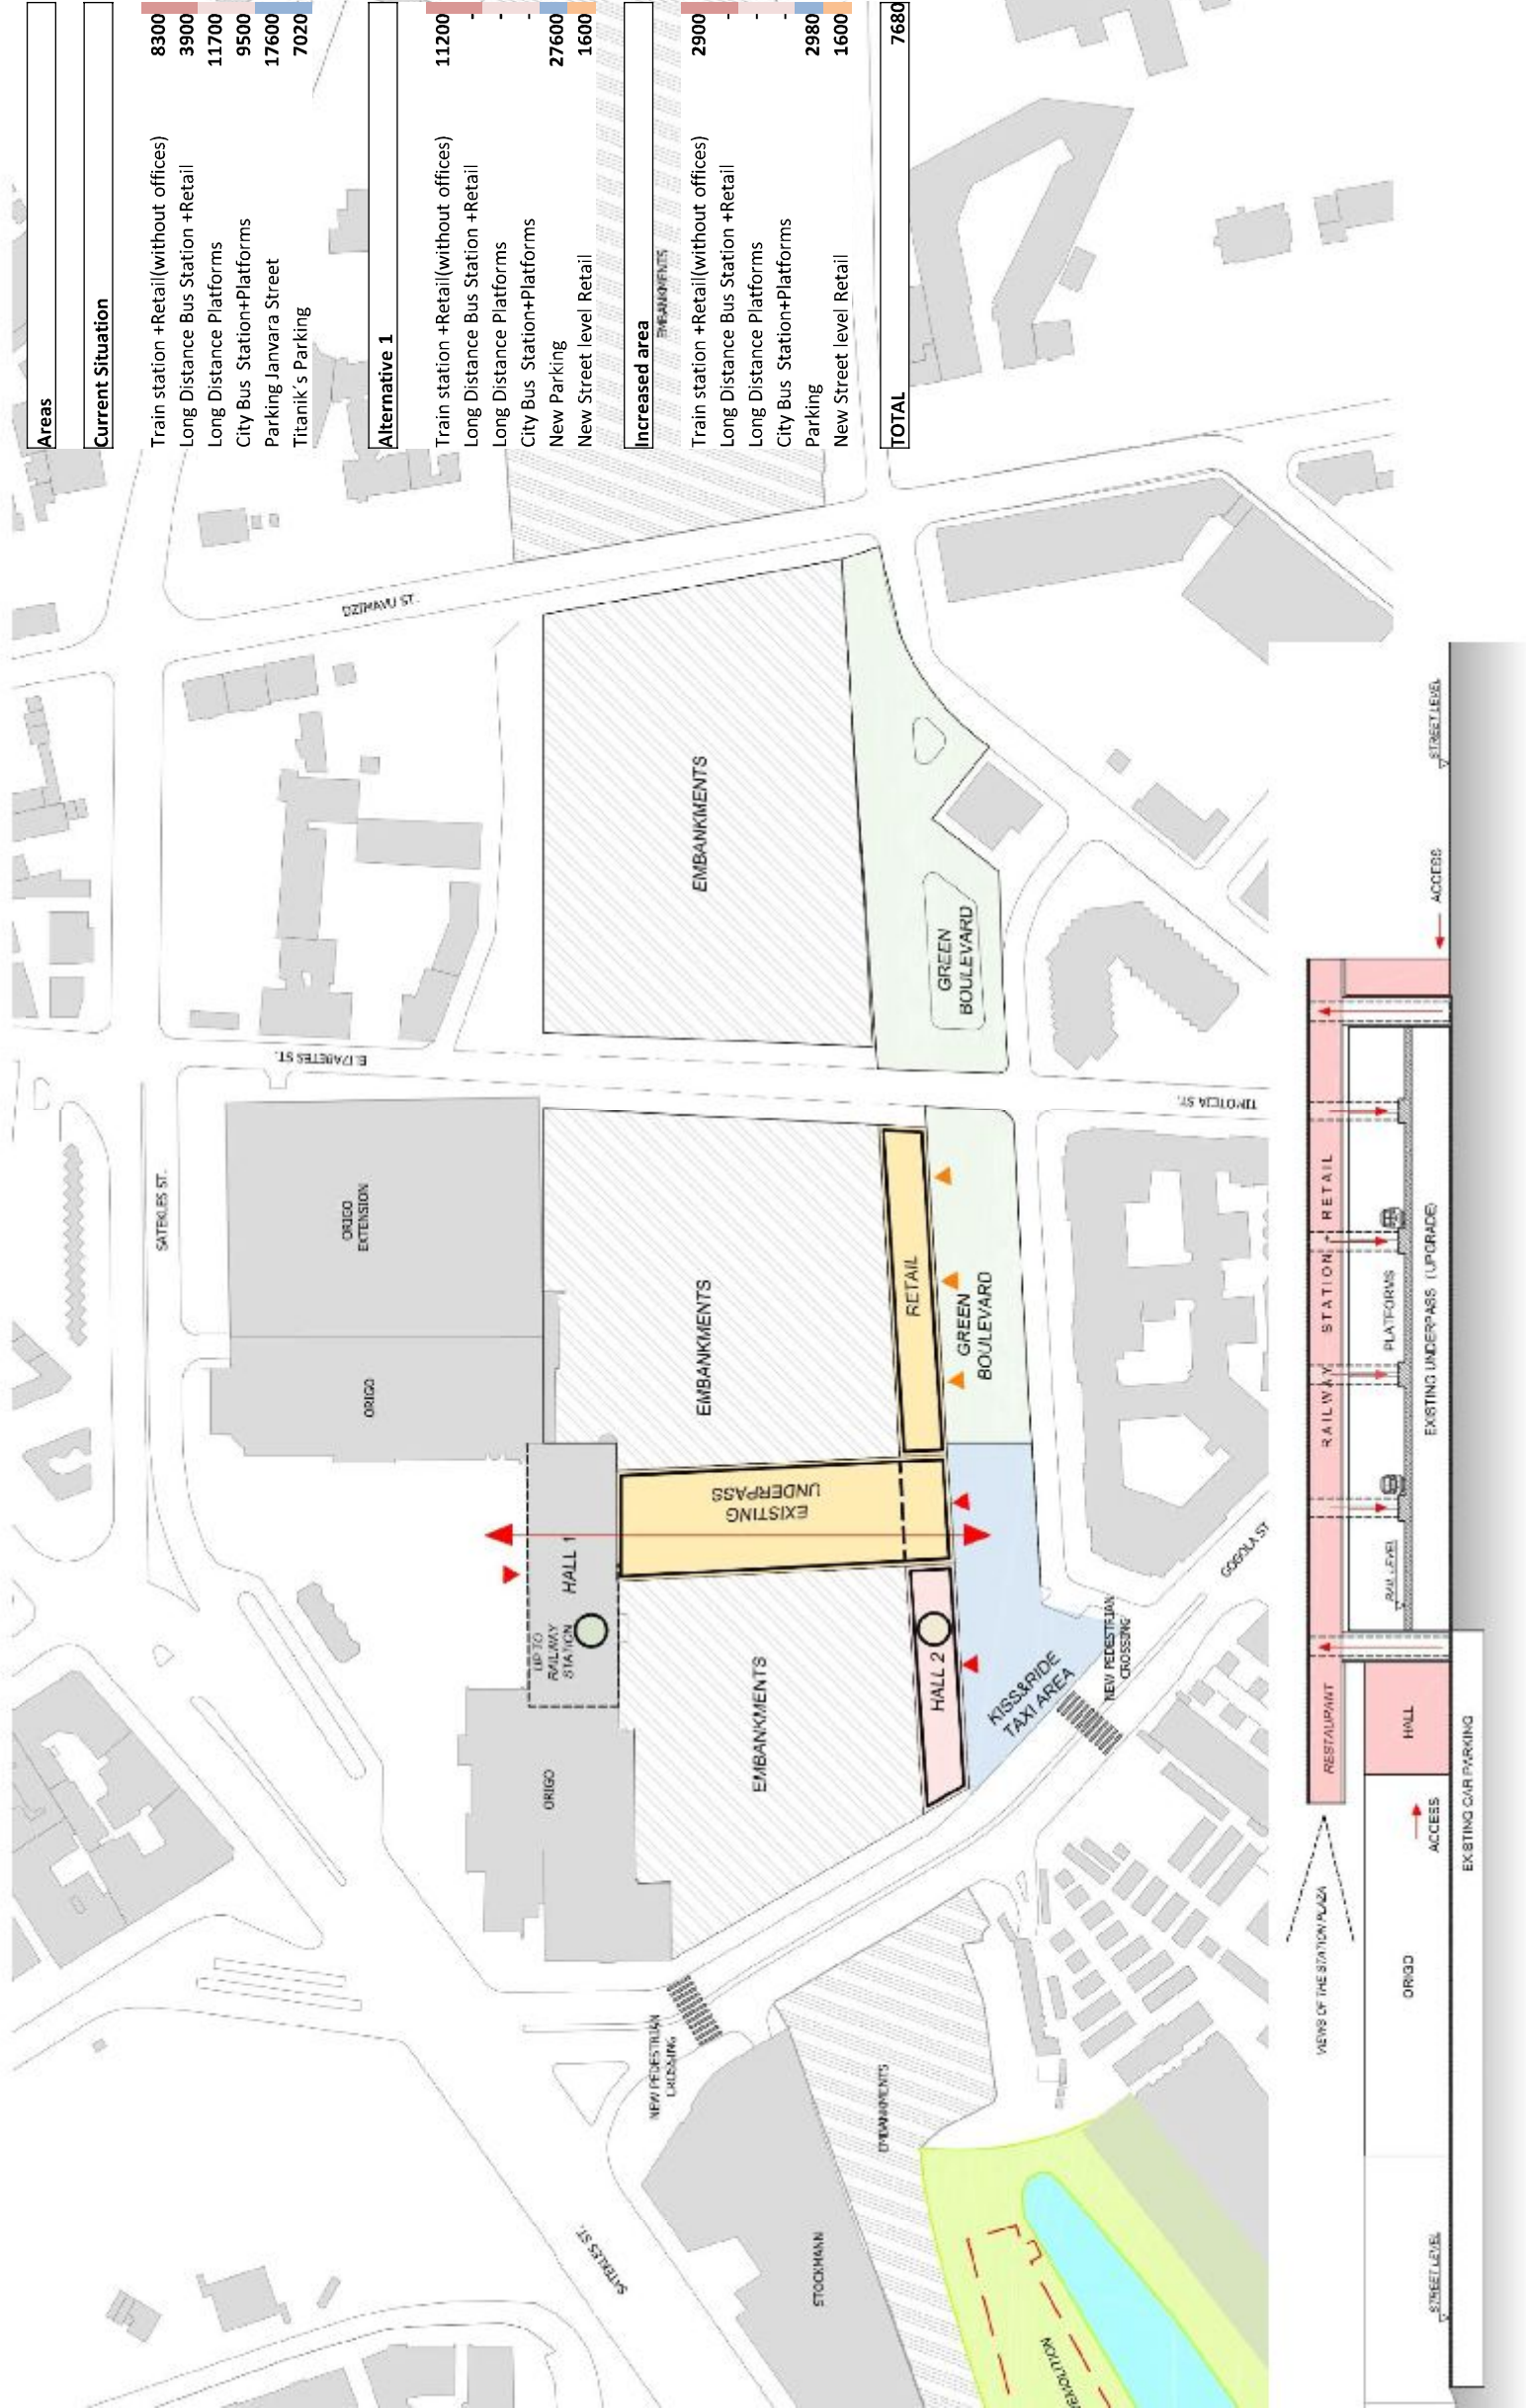 Areas
Current Situation
Train station +Retail(without offices) 8300
Long Distance Bus Station +Retail 3900
Long Distance Platforms 11700
City Bus Station+Platforms 9500
Parking Janvara Street 17600
Titanik´s Parking 7020
Alternative 1
Train station +Retail(without offices) 11200
Long Distance Bus Station +Retail -
Long Distance Platforms -
City Bus Station+Platforms -
New Parking 27600
New Street level Retail 1600
Increased area
Train station +Retail(without offices) 2900
Long Distance Bus Station +Retail -
Long Distance Platforms -
City Bus Station+Platforms -
Parking 2980
New Street level Retail 1600
TOTAL 7680
EMBANKMENTS
DZIRNAVU ST.
EMBANKMENTS
GREEN
BOULEVARD
ELIZABETES ST.
TIMOTEJA ST.
SATEKLES ST.
ORIGO
EXTENSION
ORIGO
EMBANKMENTS
RETAIL
GREEN
BOULEVARD
EXISTING
UNDERPASS
HALL 1
UP TO
RAILWAY
STATION
ORIGO
EMBANKMENTS
HALL 2
KISS&RIDE
TAXI AREA
NEW PEDESTRIAN
CROSSING
GOGOLA ST
NEW PEDESTRIAN
CROSSING
EMBANKMENTS
SATEKLES ST.
STOCKMANN
VIEWS OF THE STATION PLAZA
RESTAURANT
RAILWAY STATION + RETAIL
STREET LEVEL
ORIGO
ACCESS
HALL
RAIL LEVEL
PLATFORMS
EXISTING UNDERPASS (UPGRADE)
ACCESS
STREET LEVEL
EXISTING CAR PARKING